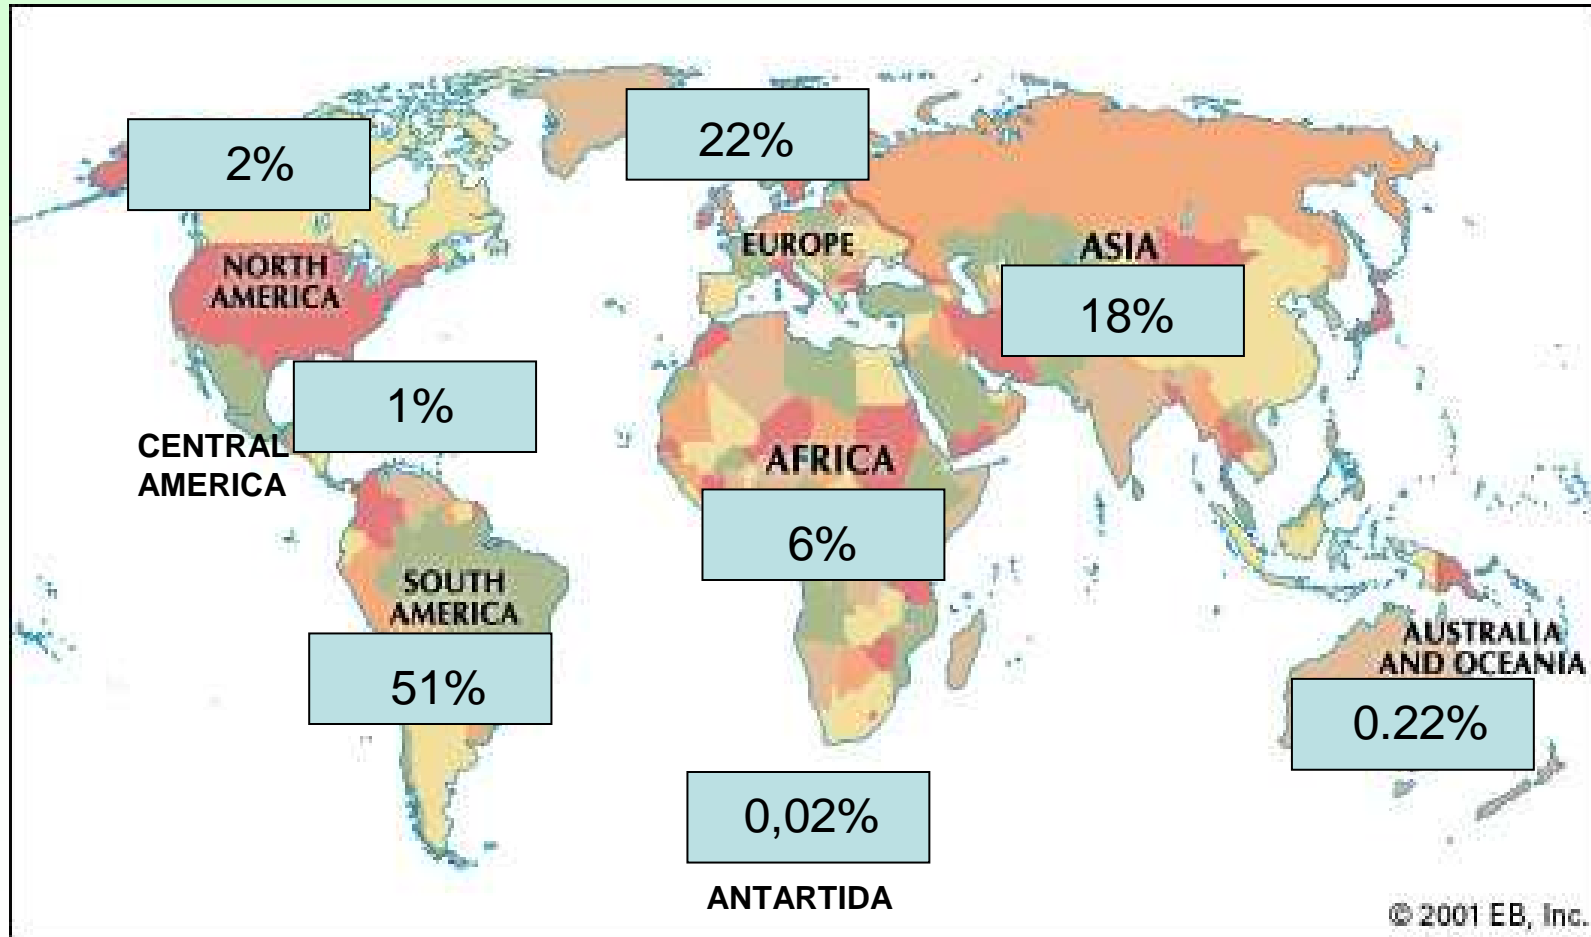 22%
2%
EUROPE
ASIA
NORTH
AMERICA
18%
1%
CENTRAL
AMERICA
AFRICA
6%
SOUTH
AMERICA
51%
AUSTRALIA
AND OCEANIA
0.22%
0,02%
ANTARTIDA
© 2001 EB, Inc.